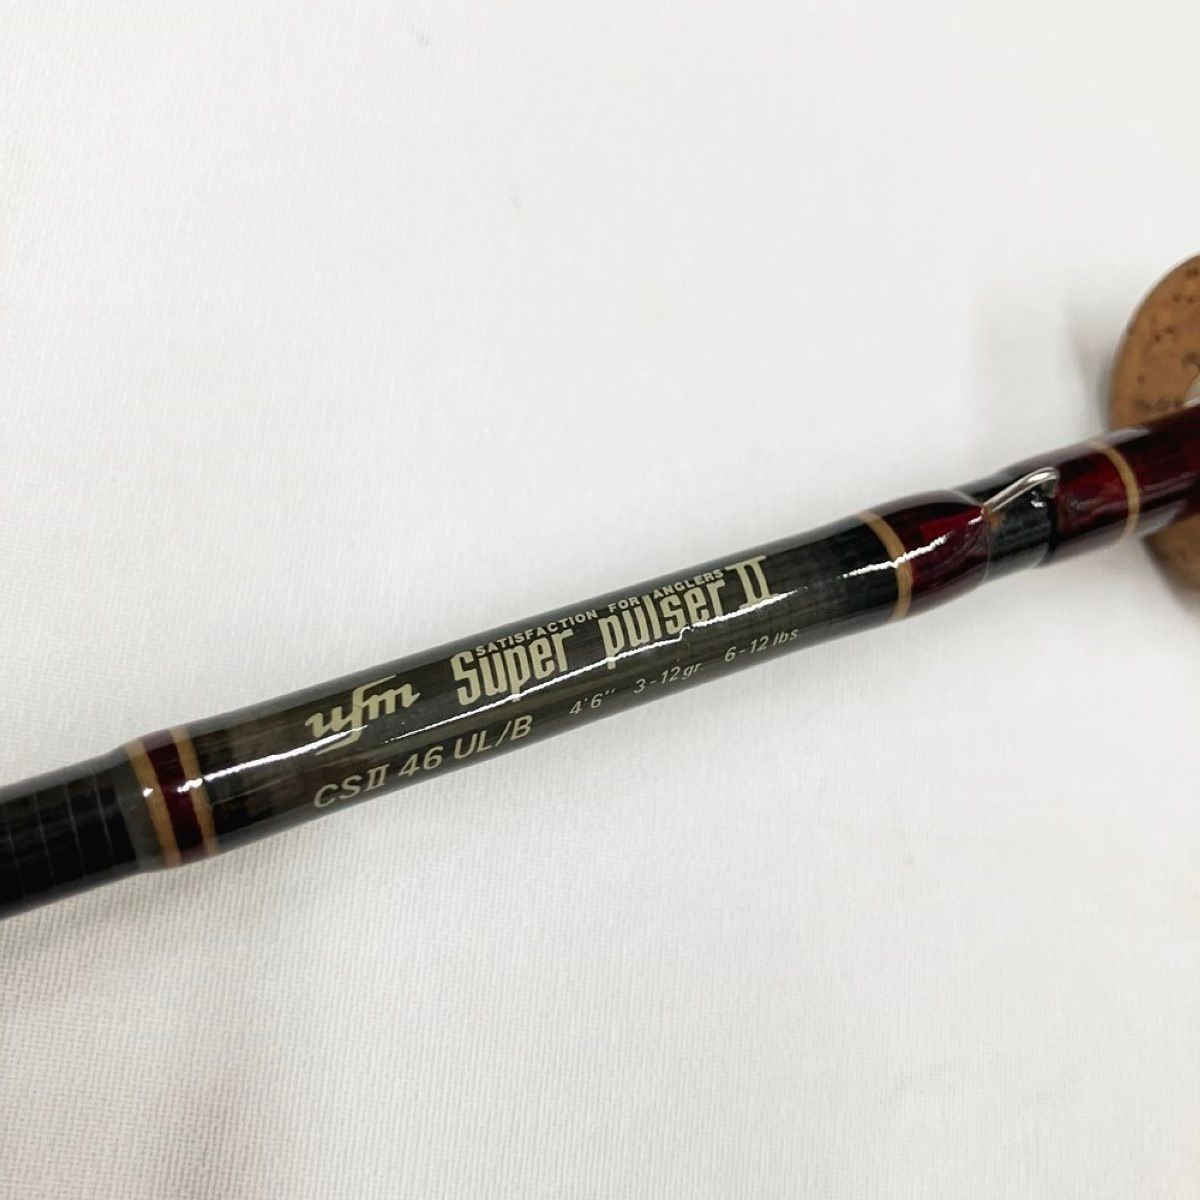 SATISFACTION FOR ANGLERS
ufm Super pulser II
CSII 46 UL/B 4'6" 3-12gr. 6-12 lbs